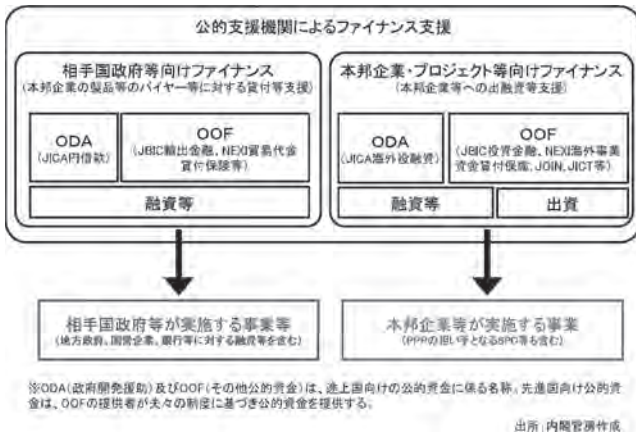 公的支援機関によるファイナンス支援
相手国政府等向けファイナンス
(本邦企業の製品等のバイヤー等に対する貸付等支援)
ODA
(JICA円借款)
OOF
(JBIC輸出金融、NEXI貿易代金
貸付保険等)
融資等
本邦企業・プロジェクト等向けファイナンス
(本邦企業等への出融資等支援)
ODA
(JICA海外投融資)
OOF
(JBIC投資金融、NEXI海外事業
資金貸付保険、JOIN、JICT等)
融資等
出資
相手国政府等が実施する事業等
(地方政府、国営企業、銀行等に対する融資等を含む)
本邦企業等が実施する事業
(PPPの担い手となるSPC等も含む)
※ODA(政府開発援助)及びOOF(その他公的資金)は、途上国向けの公的資金に係る名称。先進国向け公的資
金は、OOFの提供者が夫々の制度に基づき公的資金を提供する。
出所:内閣官房作成